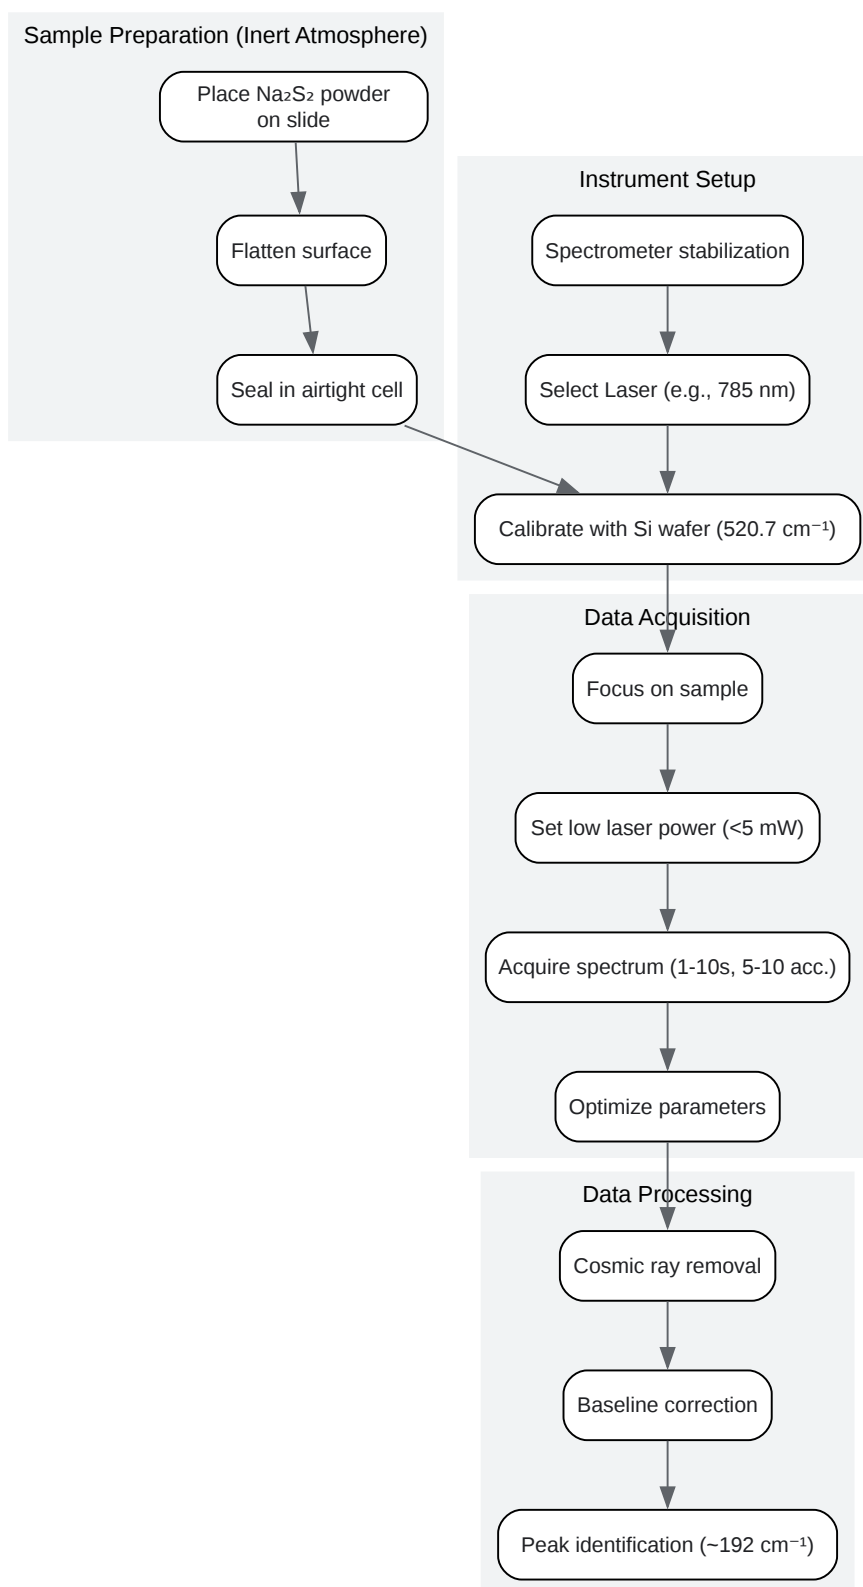 Sample Preparation (Inert Atmosphere)
Place Na₂S₂ powder
on slide
Flatten surface
Seal in airtight cell
Instrument Setup
Spectrometer stabilization
Select Laser (e.g., 785 nm)
Calibrate with Si wafer (520.7 cm⁻¹)
Data Acquisition
Focus on sample
Set low laser power (<5 mW)
Acquire spectrum (1-10s, 5-10 acc.)
Optimize parameters
Data Processing
Cosmic ray removal
Baseline correction
Peak identification (~192 cm⁻¹)